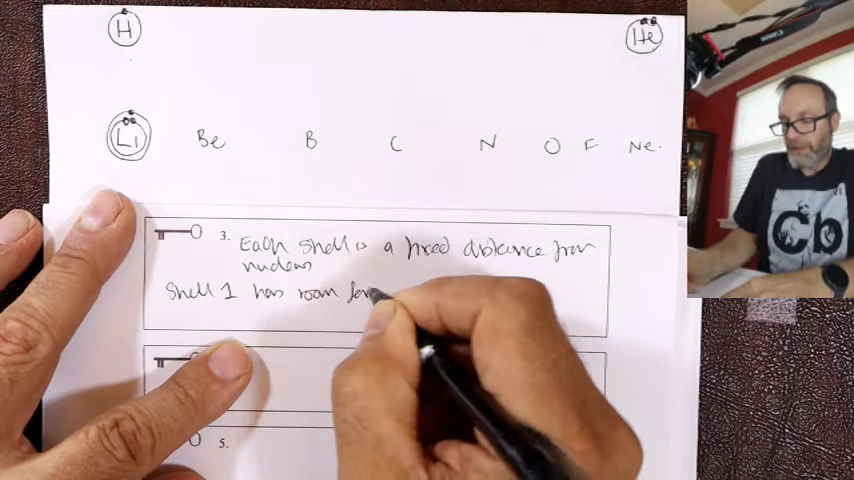 H He
Li Be B C N O F Ne.
3. Each shell is a fixed distance from
nucleus
Shell 1 has room for
5.
Canon
C Cb